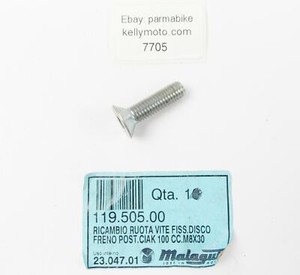 Ebay parmabike
kellymoto.com
7705
Qta.
119.505.00
RICAMBIO RUOTA VITE FISS.DISCO
FRENO POST.CIAK 100 CC.M8X30
23.047.01
Malagu